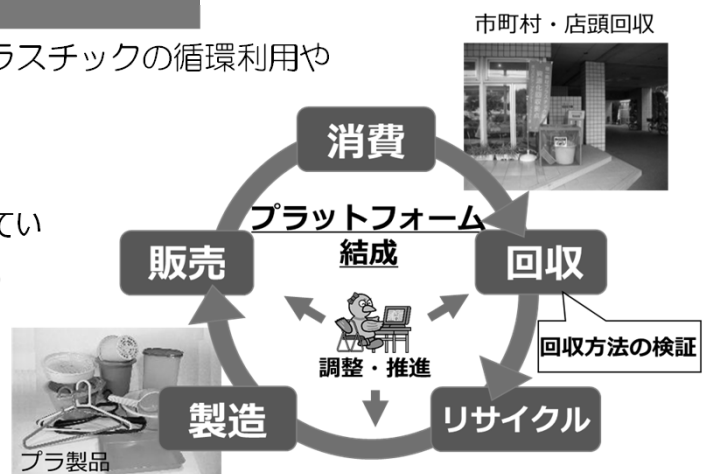 市町村・店頭回収
ラスチックの循環利用や
消費
てい
プラットフォーム
結成
販売
回収
調整・推進
回収方法の検証
製造
リサイクル
プラ製品